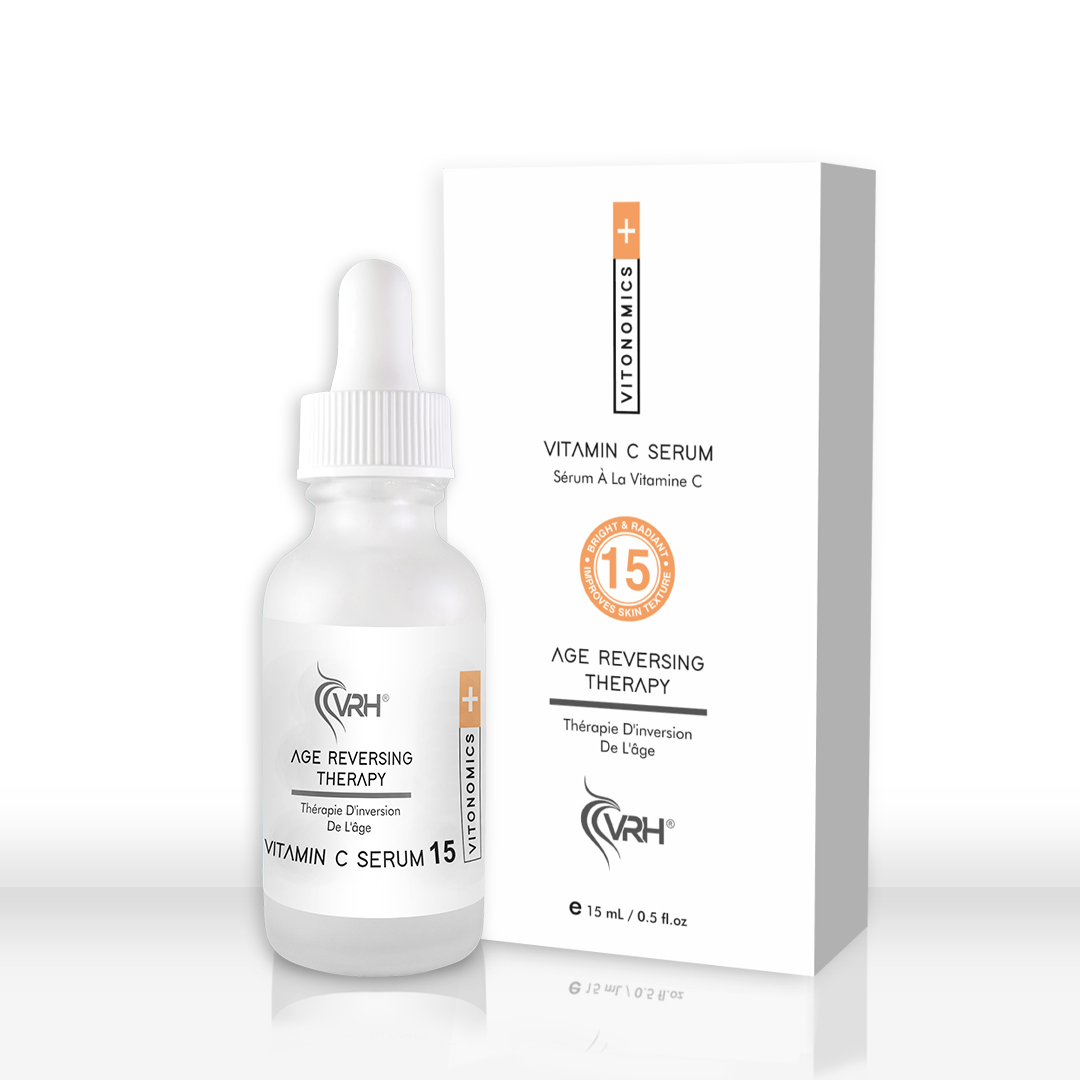 VRH®
AGE REVERSING
THERAPY
Thérapie D'inversion
De L'âge
VITAMIN C SERUM 15
+
VITONOMICS
+
VITONOMICS
VITAMIN C SERUM
Sérum À La Vitamine C
BRIGHT & RADIANT
15
IMPROVES SKIN TEXTURE
AGE REVERSING
THERAPY
Thérapie D'inversion
De L'âge
VRH®
e 15 mL / 0.5 fl.oz